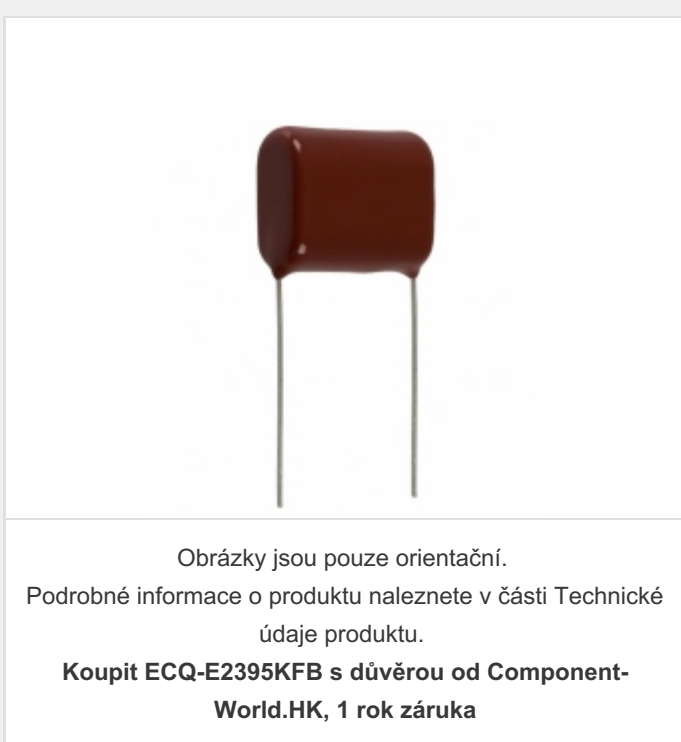 Obrázky jsou pouze orientační.
Podrobné informace o produktu naleznete v části Technické
údaje produktu.
Koupit ECQ-E2395KFB s důvěrou od Component-
World.HK, 1 rok záruka